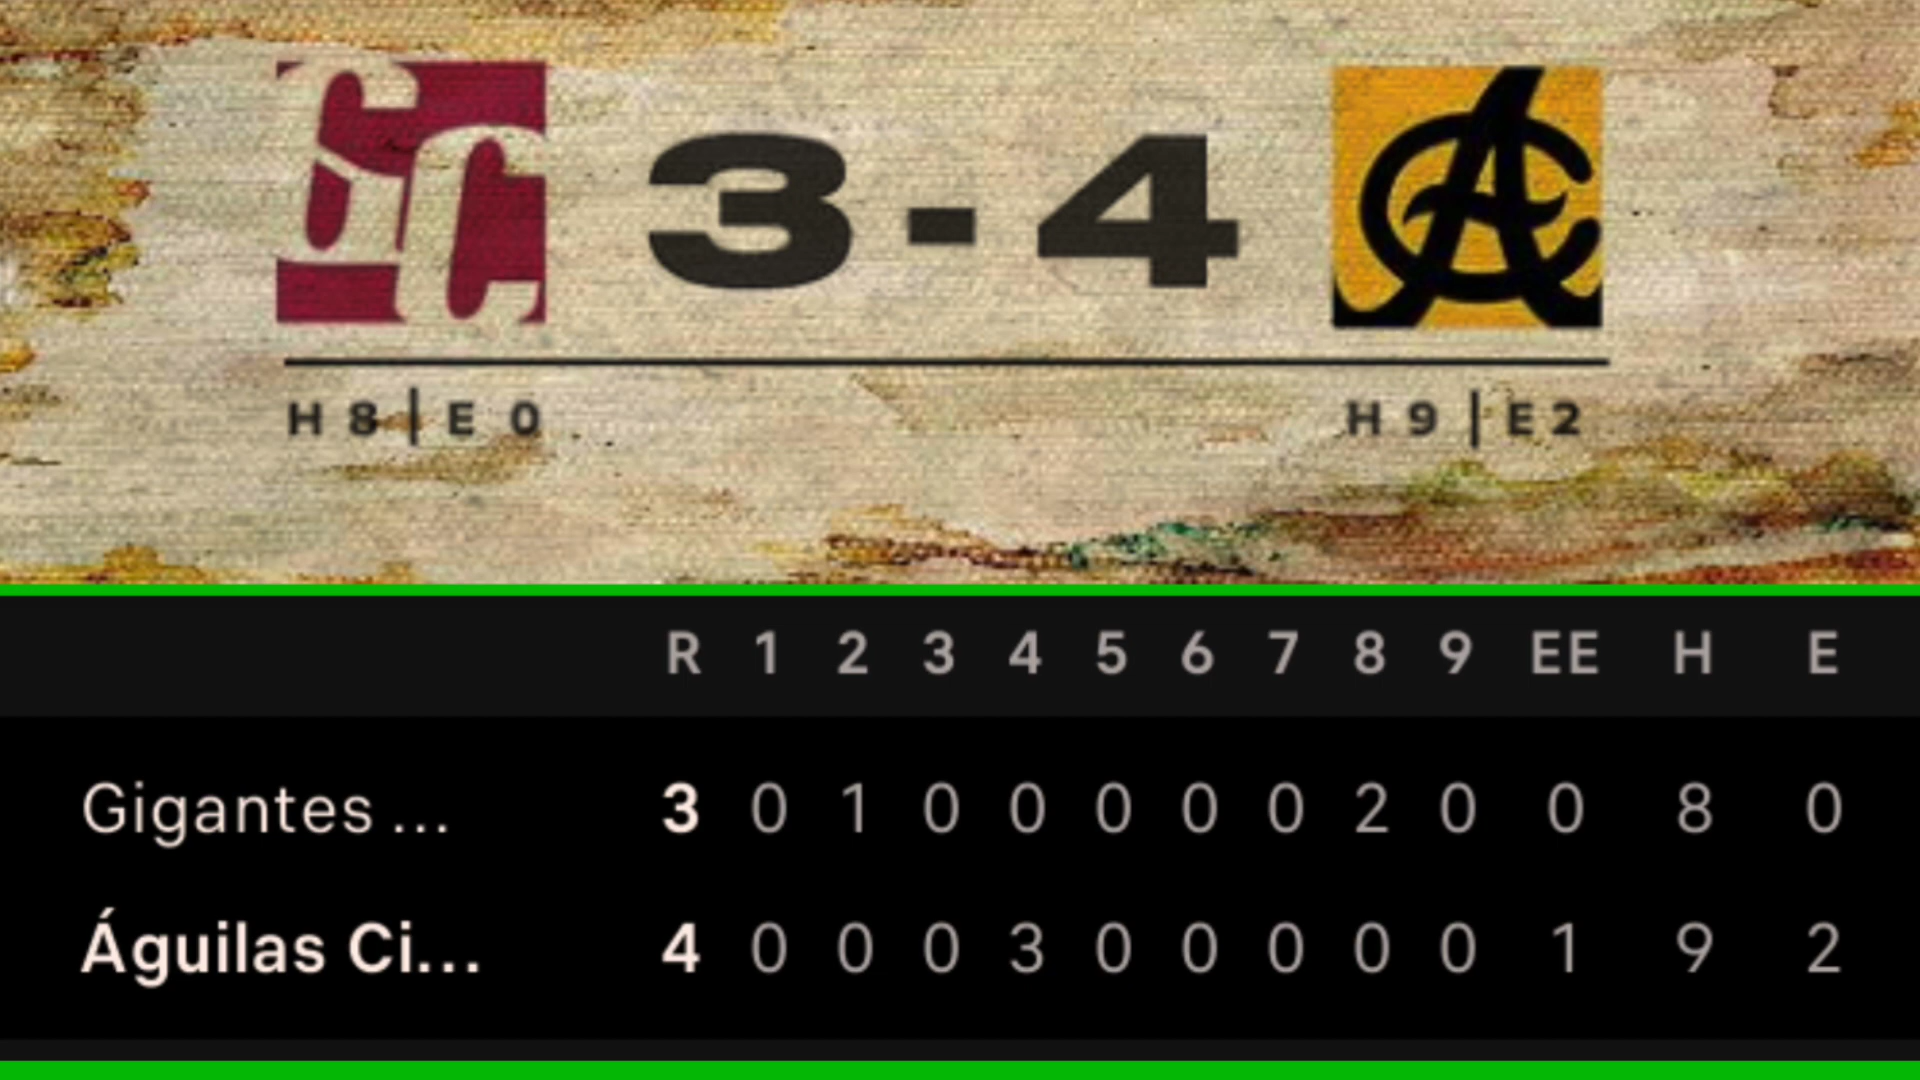 GC 3-4 AC
H 8 | E 0 H 9 | E 2
R 1 2 3 4 5 6 7 8 9 EE H E
Gigantes ... 3 0 1 0 0 0 0 0 2 0 0 8 0
Águilas Ci... 4 0 0 0 3 0 0 0 0 0 1 9 2